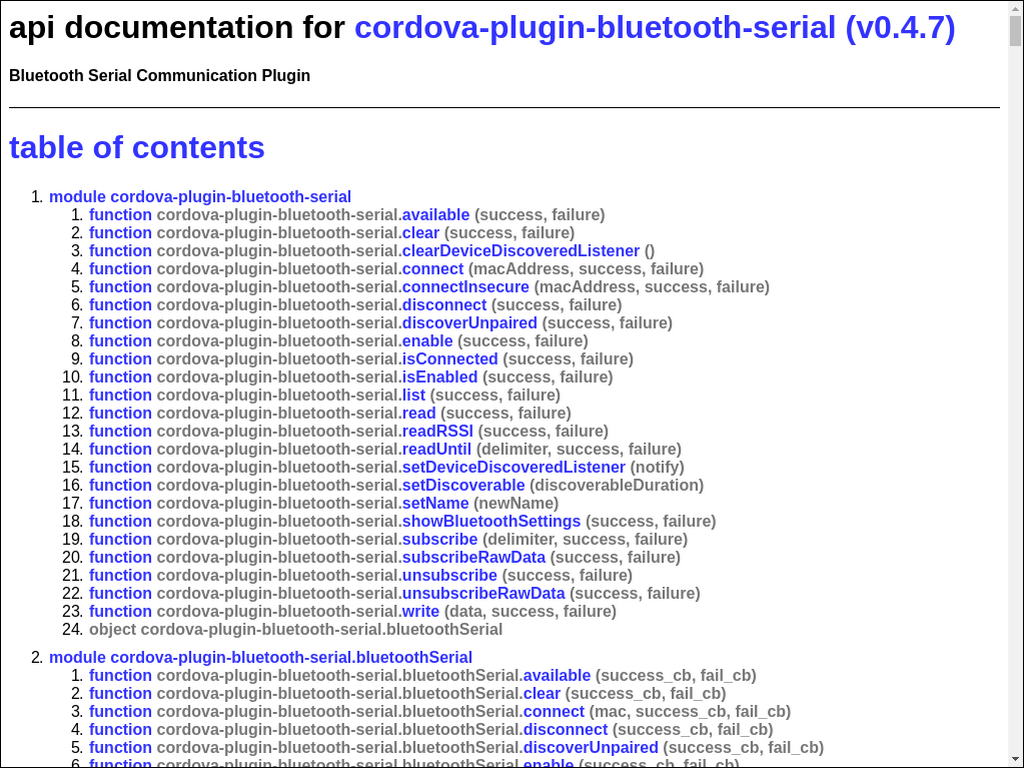 api documentation for cordova-plugin-bluetooth-serial (v0.4.7)
Bluetooth Serial Communication Plugin
table of contents
1. module cordova-plugin-bluetooth-serial
1. function cordova-plugin-bluetooth-serial.available (success, failure)
2. function cordova-plugin-bluetooth-serial.clear (success, failure)
3. function cordova-plugin-bluetooth-serial.clearDeviceDiscoveredListener ()
4. function cordova-plugin-bluetooth-serial.connect (macAddress, success, failure)
5. function cordova-plugin-bluetooth-serial.connectInsecure (macAddress, success, failure)
6. function cordova-plugin-bluetooth-serial.disconnect (success, failure)
7. function cordova-plugin-bluetooth-serial.discoverUnpaired (success, failure)
8. function cordova-plugin-bluetooth-serial.enable (success, failure)
9. function cordova-plugin-bluetooth-serial.isConnected (success, failure)
10. function cordova-plugin-bluetooth-serial.isEnabled (success, failure)
11. function cordova-plugin-bluetooth-serial.list (success, failure)
12. function cordova-plugin-bluetooth-serial.read (success, failure)
13. function cordova-plugin-bluetooth-serial.readRSSI (success, failure)
14. function cordova-plugin-bluetooth-serial.readUntil (delimiter, success, failure)
15. function cordova-plugin-bluetooth-serial.setDeviceDiscoveredListener (notify)
16. function cordova-plugin-bluetooth-serial.setDiscoverable (discoverableDuration)
17. function cordova-plugin-bluetooth-serial.setName (newName)
18. function cordova-plugin-bluetooth-serial.showBluetoothSettings (success, failure)
19. function cordova-plugin-bluetooth-serial.subscribe (delimiter, success, failure)
20. function cordova-plugin-bluetooth-serial.subscribeRawData (success, failure)
21. function cordova-plugin-bluetooth-serial.unsubscribe (success, failure)
22. function cordova-plugin-bluetooth-serial.unsubscribeRawData (success, failure)
23. function cordova-plugin-bluetooth-serial.write (data, success, failure)
24. object cordova-plugin-bluetooth-serial.bluetoothSerial
2. module cordova-plugin-bluetooth-serial.bluetoothSerial
1. function cordova-plugin-bluetooth-serial.bluetoothSerial.available (success_cb, fail_cb)
2. function cordova-plugin-bluetooth-serial.bluetoothSerial.clear (success_cb, fail_cb)
3. function cordova-plugin-bluetooth-serial.bluetoothSerial.connect (mac, success_cb, fail_cb)
4. function cordova-plugin-bluetooth-serial.bluetoothSerial.disconnect (success_cb, fail_cb)
5. function cordova-plugin-bluetooth-serial.bluetoothSerial.discoverUnpaired (success_cb, fail_cb)
6. function cordova-plugin-bluetooth-serial.bluetoothSerial.enable (success_cb, fail_cb)